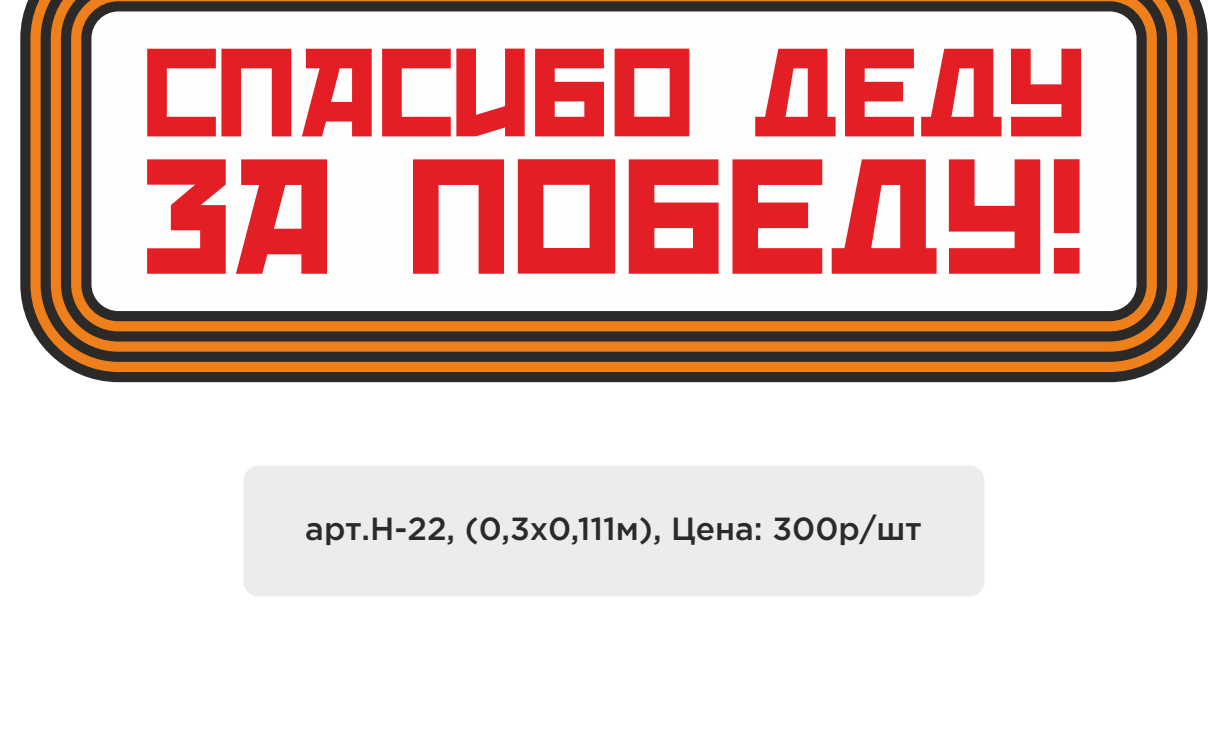 СПАСИБО ДЕДУ
ЗА ПОБЕДУ!
арт.Н-22, (0,3х0,111м), Цена: 300р/шт